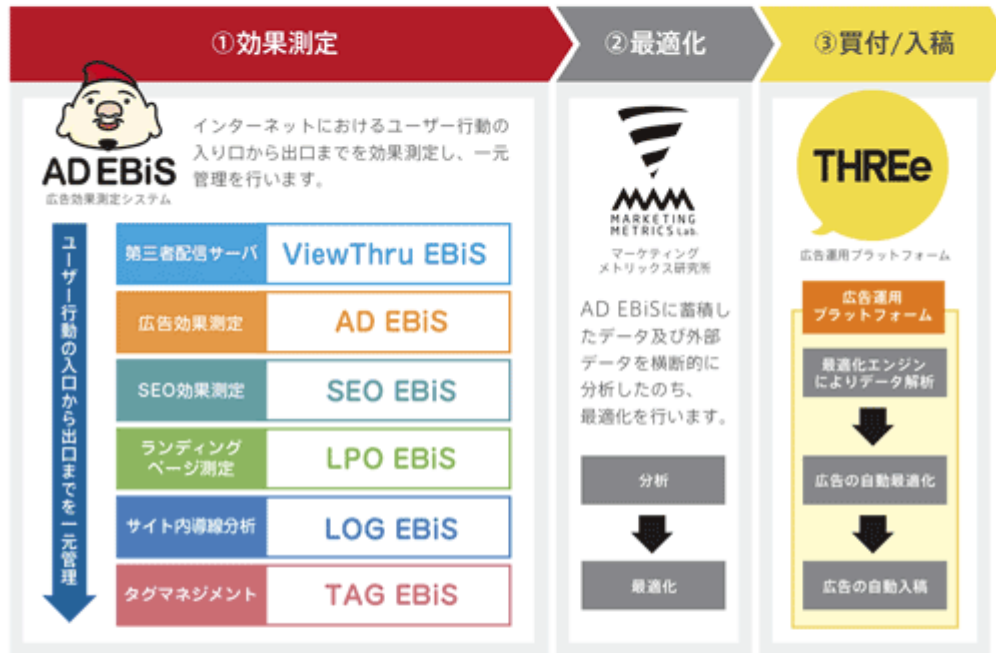 ①効果測定
②最適化
③買付/入稿
AD EBiS
広告効果測定システム
インターネットにおけるユーザー行動の
入り口から出口までを効果測定し、一元
管理を行います。
ユーザー行動の入口から出口までを一元管理
第三者配信サーバ ViewThru EBiS
広告効果測定 AD EBiS
SEO効果測定 SEO EBiS
ランディング
ページ測定 LPO EBiS
サイト内導線分析 LOG EBiS
タグマネジメント TAG EBiS
MAM
MARKETING
METRICS Lab.
マーケティング
メトリックス研究所
AD EBiSに蓄積し
たデータ及び外部
データを横断的に
分析したのち、
最適化を行います。
分析
最適化
THREe
広告運用プラットフォーム
広告運用
プラットフォーム
最適化エンジン
によりデータ解析
広告の自動最適化
広告の自動入稿